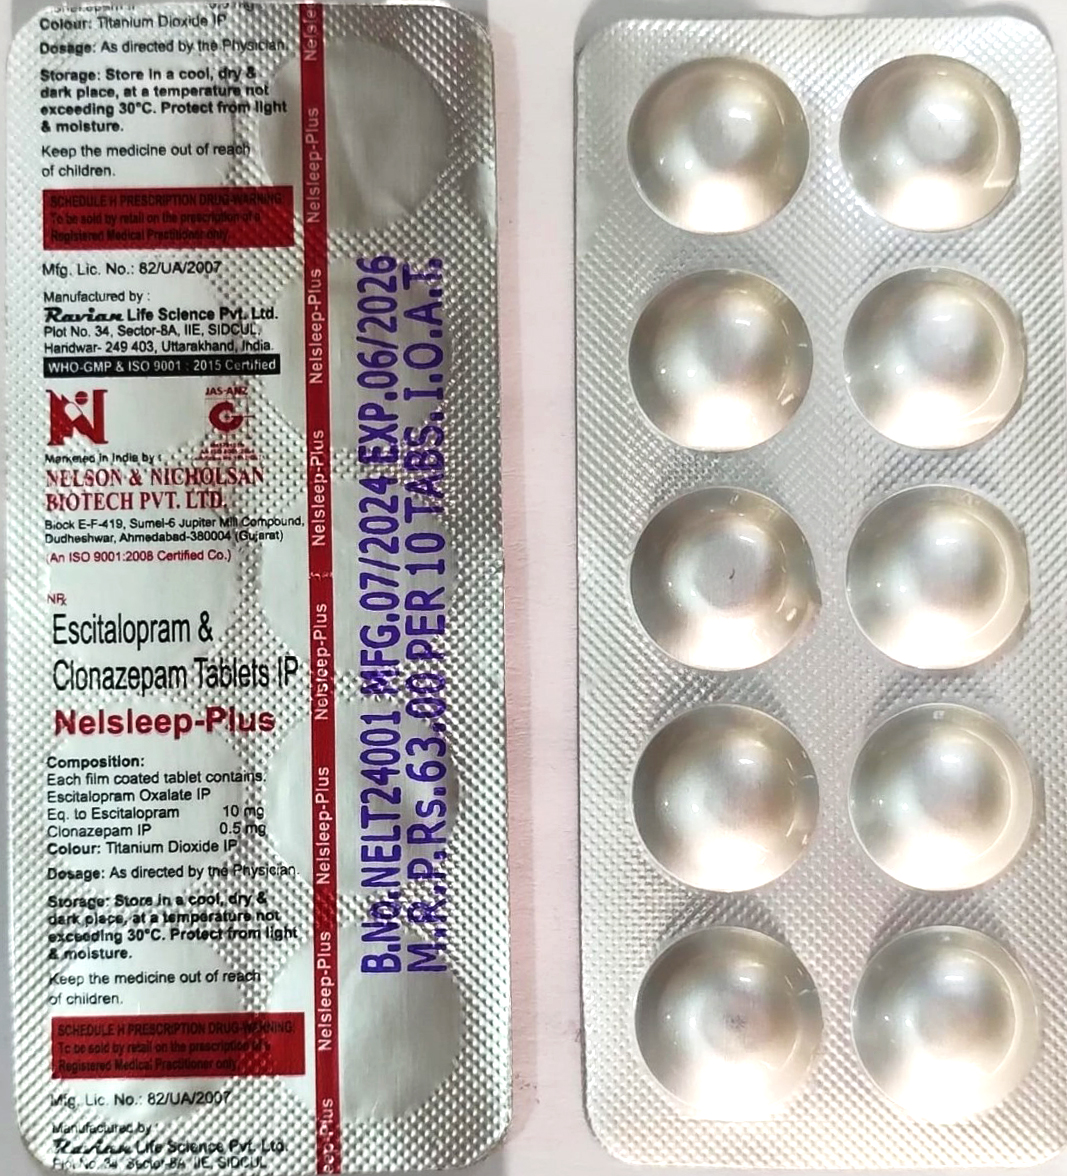 Colour: Titanium Dioxide IP
Dosage: As directed by the Physician.
Storage: Store in a cool, dry &
dark place, at a temperature not
exceeding 30°C. Protect from light
& moisture.
Keep the medicine out of reach
of children.
SCHEDULE H PRESCRIPTION DRUG-WARNING
To be sold by retail on the prescription of a
Registered Medical Practitioner only.
Mfg. Lic. No.: 82/UA/2007
Manufactured by :
Ravian Life Science Pvt. Ltd.
Plot No. 34, Sector-8A, IIE, SIDCUL,
Haridwar- 249 403, Uttarakhand, India.
WHO-GMP & ISO 9001 : 2015 Certified
JAS-ANZ
Marketed in India by :
NELSON & NICHOLSAN
BIOTECH PVT. LTD.
Block E-F-419, Sumel-6 Jupiter Mill Compound,
Dudheshwar, Ahmedabad-380004 (Gujarat)
(An ISO 9001:2008 Certified Co.)
NRx
Escitalopram &
Clonazepam Tablets IP
Nelsleep-Plus
Composition:
Each film coated tablet contains:
Escitalopram Oxalate IP
Eq. to Escitalopram 10 mg
Clonazepam IP 0.5 mg
Colour: Titanium Dioxide IP
Dosage: As directed by the Physician.
Storage: Store in a cool, dry &
dark place, at a temperature not
exceeding 30°C. Protect from light
& moisture.
Keep the medicine out of reach
of children.
SCHEDULE H PRESCRIPTION DRUG-WARNING
To be sold by retail on the prescription of a
Registered Medical Practitioner only.
Mfg. Lic. No.: 82/UA/2007
Manufactured by :
Ravian Life Science Pvt. Ltd.
Plot No. 34 Sector-8A IIE, SIDCUL
Nelsleep-Plus
Nelsleep-Plus
Nelsleep-Plus
Nelsleep-Plus
Nelsleep-Plus
Nelsleep-Plus
B.No.NELT24001 MFG.07/2024 EXP.06/2026
M.R.P.Rs.63.00 PER 10 TABS. I.O.A.T.